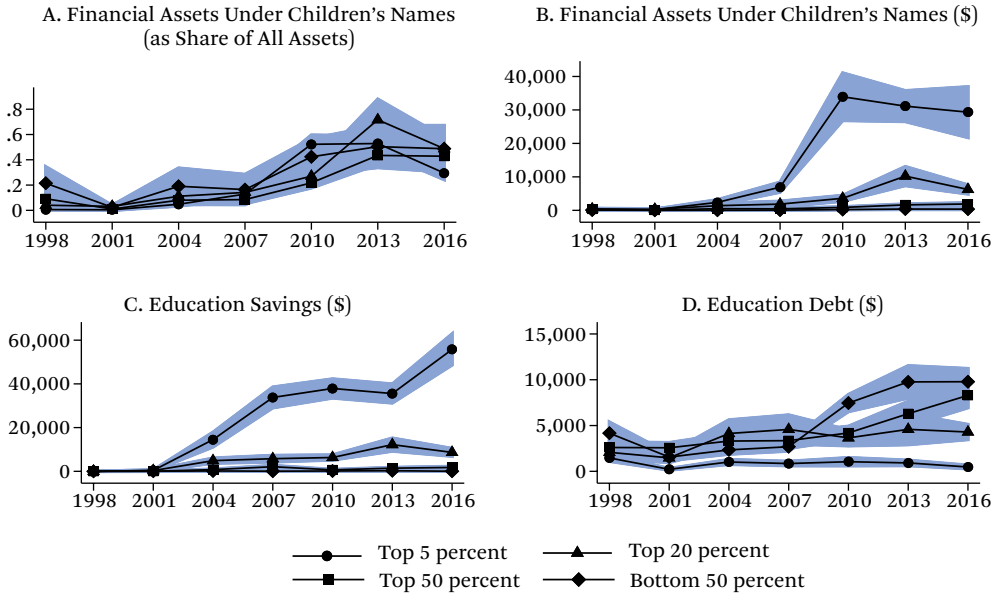 A. Financial Assets Under Children’s Names
(as Share of All Assets)
.8
.6
.4
.2
0
1998 2001 2004 2007 2010 2013 2016
B. Financial Assets Under Children’s Names ($)
40,000
30,000
20,000
10,000
0
1998 2001 2004 2007 2010 2013 2016
C. Education Savings ($)
60,000
40,000
20,000
0
1998 2001 2004 2007 2010 2013 2016
D. Education Debt ($)
15,000
10,000
5,000
0
1998 2001 2004 2007 2010 2013 2016
Top 5 percent Top 20 percent
Top 50 percent Bottom 50 percent